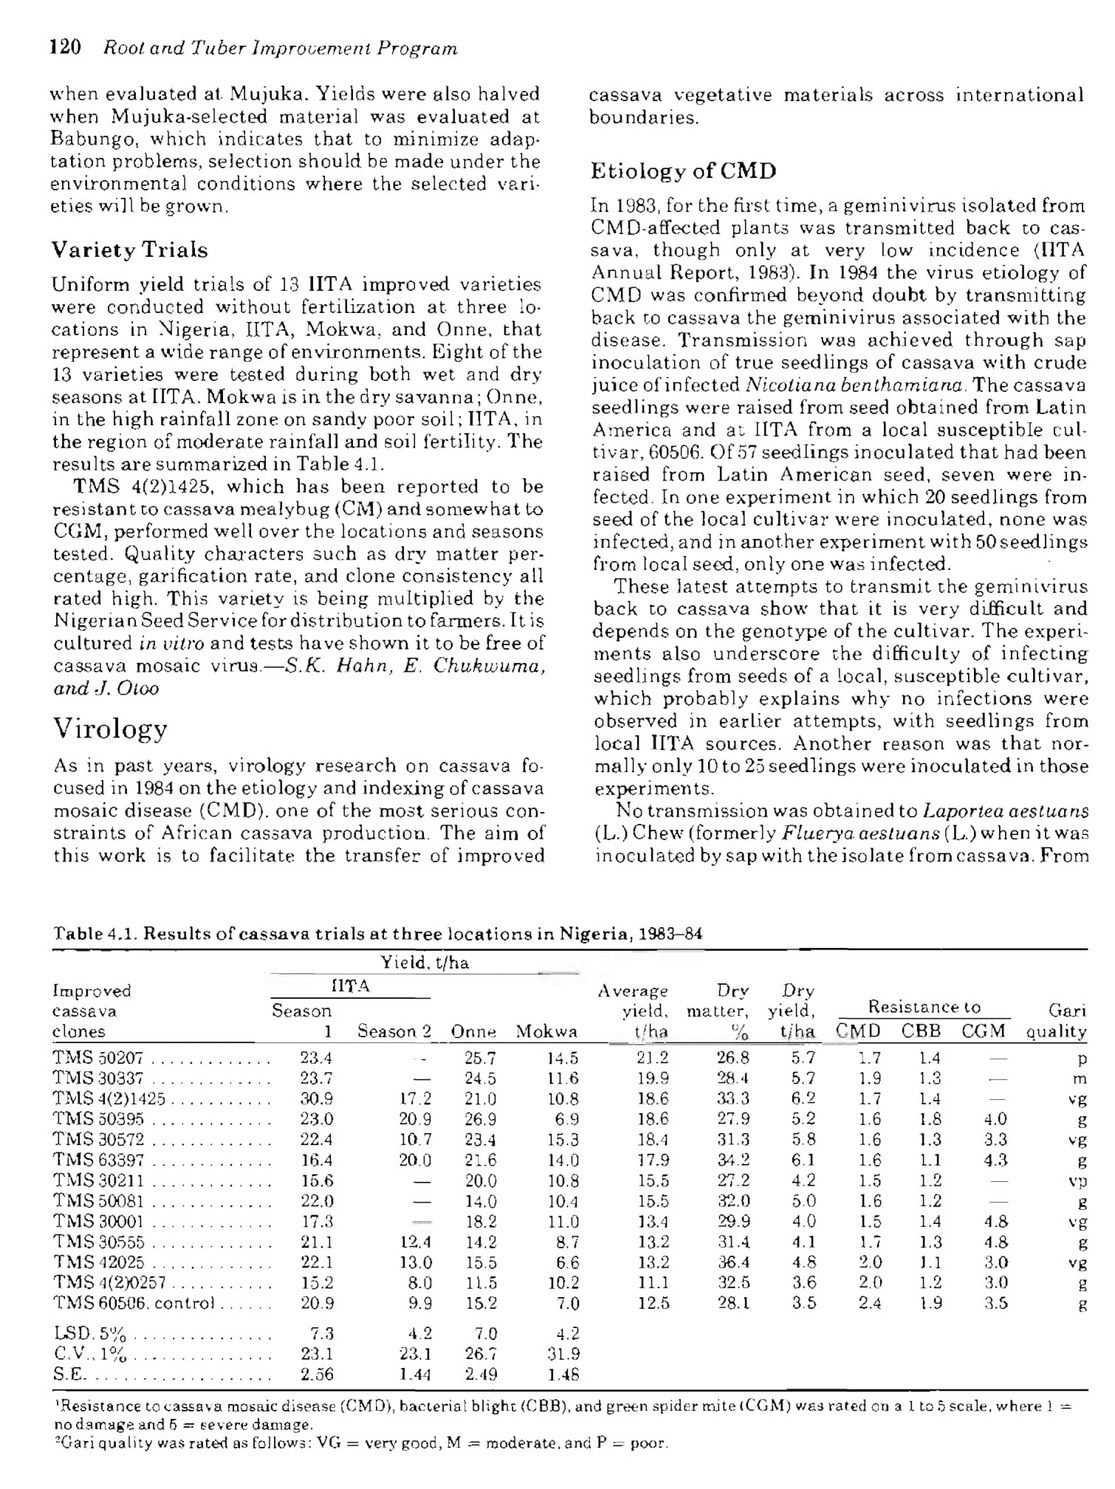 120 Root and Tuber Improvement Program
when evaluated at Mujuka. Yields were also halved
when Mujuka-selected material was evaluated at
Babungo, which indicates that to minimize adap-
tation problems, selection should be made under the
environmental conditions where the selected vari-
eties will be grown.
Variety Trials
Uniform yield trials of 13 IITA improved varieties
were conducted without fertilization at three lo-
cations in Nigeria, IITA, Mokwa, and Onne, that
represent a wide range of environments. Eight of the
13 varieties were tested during both wet and dry
seasons at IITA. Mokwa is in the dry savanna; Onne,
in the high rainfall zone on sandy poor soil; IITA, in
the region of moderate rainfall and soil fertility. The
results are summarized in Table 4.1.
TMS 4(2)1425, which has been reported to be
resistant to cassava mealybug (CM) and somewhat to
CGM, performed well over the locations and seasons
tested. Quality characters such as dry matter per-
centage, garification rate, and clone consistency all
rated high. This variety is being multiplied by the
Nigerian Seed Service for distribution to farmers. It is
cultured in vitro and tests have shown it to be free of
cassava mosaic virus.—S.K. Hahn, E. Chukwuma,
and J. Otoo
Virology
As in past years, virology research on cassava fo-
cused in 1984 on the etiology and indexing of cassava
mosaic disease (CMD), one of the most serious con-
straints of African cassava production. The aim of
this work is to facilitate the transfer of improved
cassava vegetative materials across international
boundaries.
Etiology of CMD
In 1983, for the first time, a geminivirus isolated from
CMD-affected plants was transmitted back to cas-
sava, though only at very low incidence (IITA
Annual Report, 1983). In 1984 the virus etiology of
CMD was confirmed beyond doubt by transmitting
back to cassava the geminivirus associated with the
disease. Transmission was achieved through sap
inoculation of true seedlings of cassava with crude
juice of infected Nicotiana benthamiana. The cassava
seedlings were raised from seed obtained from Latin
America and at IITA from a local susceptible cul-
tivar, 60506. Of 57 seedlings inoculated that had been
raised from Latin American seed, seven were in-
fected. In one experiment in which 20 seedlings from
seed of the local cultivar were inoculated, none was
infected, and in another experiment with 50 seedlings
from local seed, only one was infected.
These latest attempts to transmit the geminivirus
back to cassava show that it is very difficult and
depends on the genotype of the cultivar. The experi-
ments also underscore the difficulty of infecting
seedlings from seeds of a local, susceptible cultivar,
which probably explains why no infections were
observed in earlier attempts, with seedlings from
local IITA sources. Another reason was that nor-
mally only 10 to 25 seedlings were inoculated in those
experiments.
No transmission was obtained to Laportea aestuans
(L.) Chew (formerly Fluerya aestuans (L.) when it was
inoculated by sap with the isolate from cassava. From
Table 4.1. Results of cassava trials at three locations in Nigeria, 1983–84
Yield, t/ha
Improved IITA Average Dry Dry
cassava Season yield, matter, yield, Resistance to Gari
clones 1 Season 2 Onne Mokwa t/ha % t/ha CMD CBB CGM quality
TMS 50207 ............. 23.4 -- 25.7 14.5 21.2 26.8 5.7 1.7 1.4 — p
TMS 30337 ............. 23.7 — 24.5 11.6 19.9 28.4 5.7 1.9 1.3 — m
TMS 4(2)1425 ........... 30.9 17.2 21.0 10.8 18.6 33.3 6.2 1.7 1.4 — vg
TMS 50395 ............. 23.0 20.9 26.9 6.9 18.6 27.9 5.2 1.6 1.8 4.0 g
TMS 30572 ............. 22.4 10.7 23.4 15.3 18.4 31.3 5.8 1.6 1.3 3.3 vg
TMS 63397 ............. 16.4 20.0 21.6 14.0 17.9 34.2 6.1 1.6 1.1 4.3 g
TMS 30211 ............. 15.6 — 20.0 10.8 15.5 27.2 4.2 1.5 1.2 — vp
TMS 50081 ............. 22.0 — 14.0 10.4 15.5 32.0 5.0 1.6 1.2 — g
TMS 30001 ............. 17.3 — 18.2 11.0 13.4 29.9 4.0 1.5 1.4 4.8 vg
TMS 30555 ............. 21.1 12.4 14.2 8.7 13.2 31.4 4.1 1.7 1.3 4.8 g
TMS 42025 ............. 22.1 13.0 15.5 6.6 13.2 36.4 4.8 2.0 1.1 3.0 vg
TMS 4(2)0257 ........... 15.2 8.0 11.5 10.2 11.1 32.5 3.6 2.0 1.2 3.0 g
TMS 60506, control ...... 20.9 9.9 15.2 7.0 12.5 28.1 3.5 2.4 1.9 3.5 g
LSD, 5% ............... 7.3 4.2 7.0 4.2
C.V., 1% ............... 23.1 23.1 26.7 31.9
S.E. ................... 2.56 1.44 2.49 1.48
¹Resistance to cassava mosaic disease (CMD), bacterial blight (CBB), and green spider mite (CGM) was rated on a 1 to 5 scale, where 1 =
no damage and 5 = severe damage.
²Gari quality was rated as follows: VG = very good, M = moderate, and P = poor.